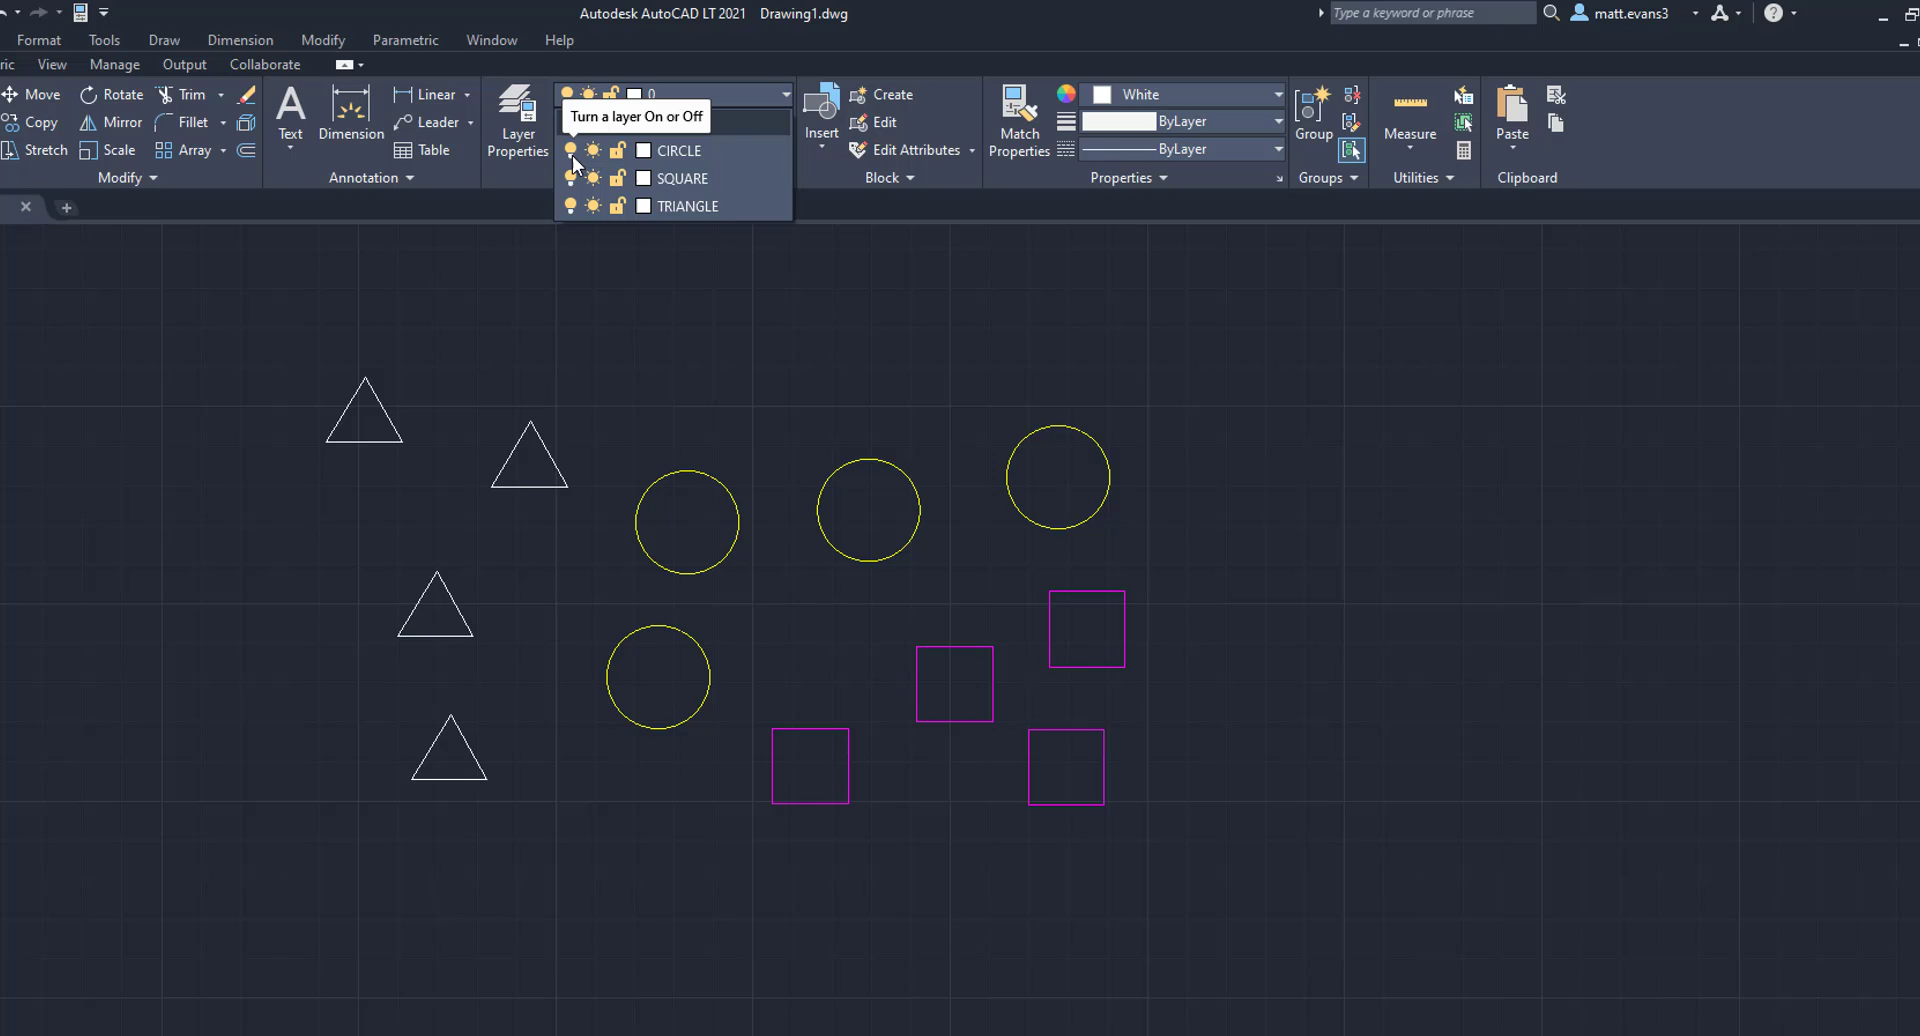 Autodesk AutoCAD LT 2021 Drawing1.dwg
Type a keyword or phrase
matt.evans3
Format Tools Draw Dimension Modify Parametric Window Help
ric View Manage Output Collaborate
Move Rotate Trim
Copy Mirror Fillet
Stretch Scale Array
Modify
Text
Dimension
Linear
Leader
Table
Annotation
Layer
Properties
0
Turn a layer On or Off
CIRCLE
SQUARE
TRIANGLE
Insert
Create
Edit
Edit Attributes
Block
Match
Properties
White
ByLayer
ByLayer
Properties
Group
Groups
Measure
Utilities
Paste
Clipboard